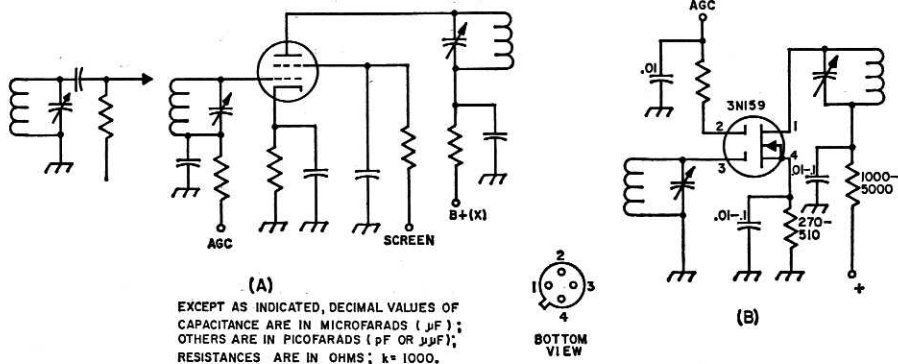 AGC
SCREEN
B+(X)
(A)
EXCEPT AS INDICATED, DECIMAL VALUES OF
CAPACITANCE ARE IN MICROFARADS ( µF ) ;
OTHERS ARE IN PICOFARADS ( pF OR µµF);
RESISTANCES ARE IN OHMS ; k = 1000.
2
1
3
4
BOTTOM
VIEW
AGC
.01
3N159
2
1
3
4
.01-.1
.01-.1
270-
510
1000-
5000
+
(B)